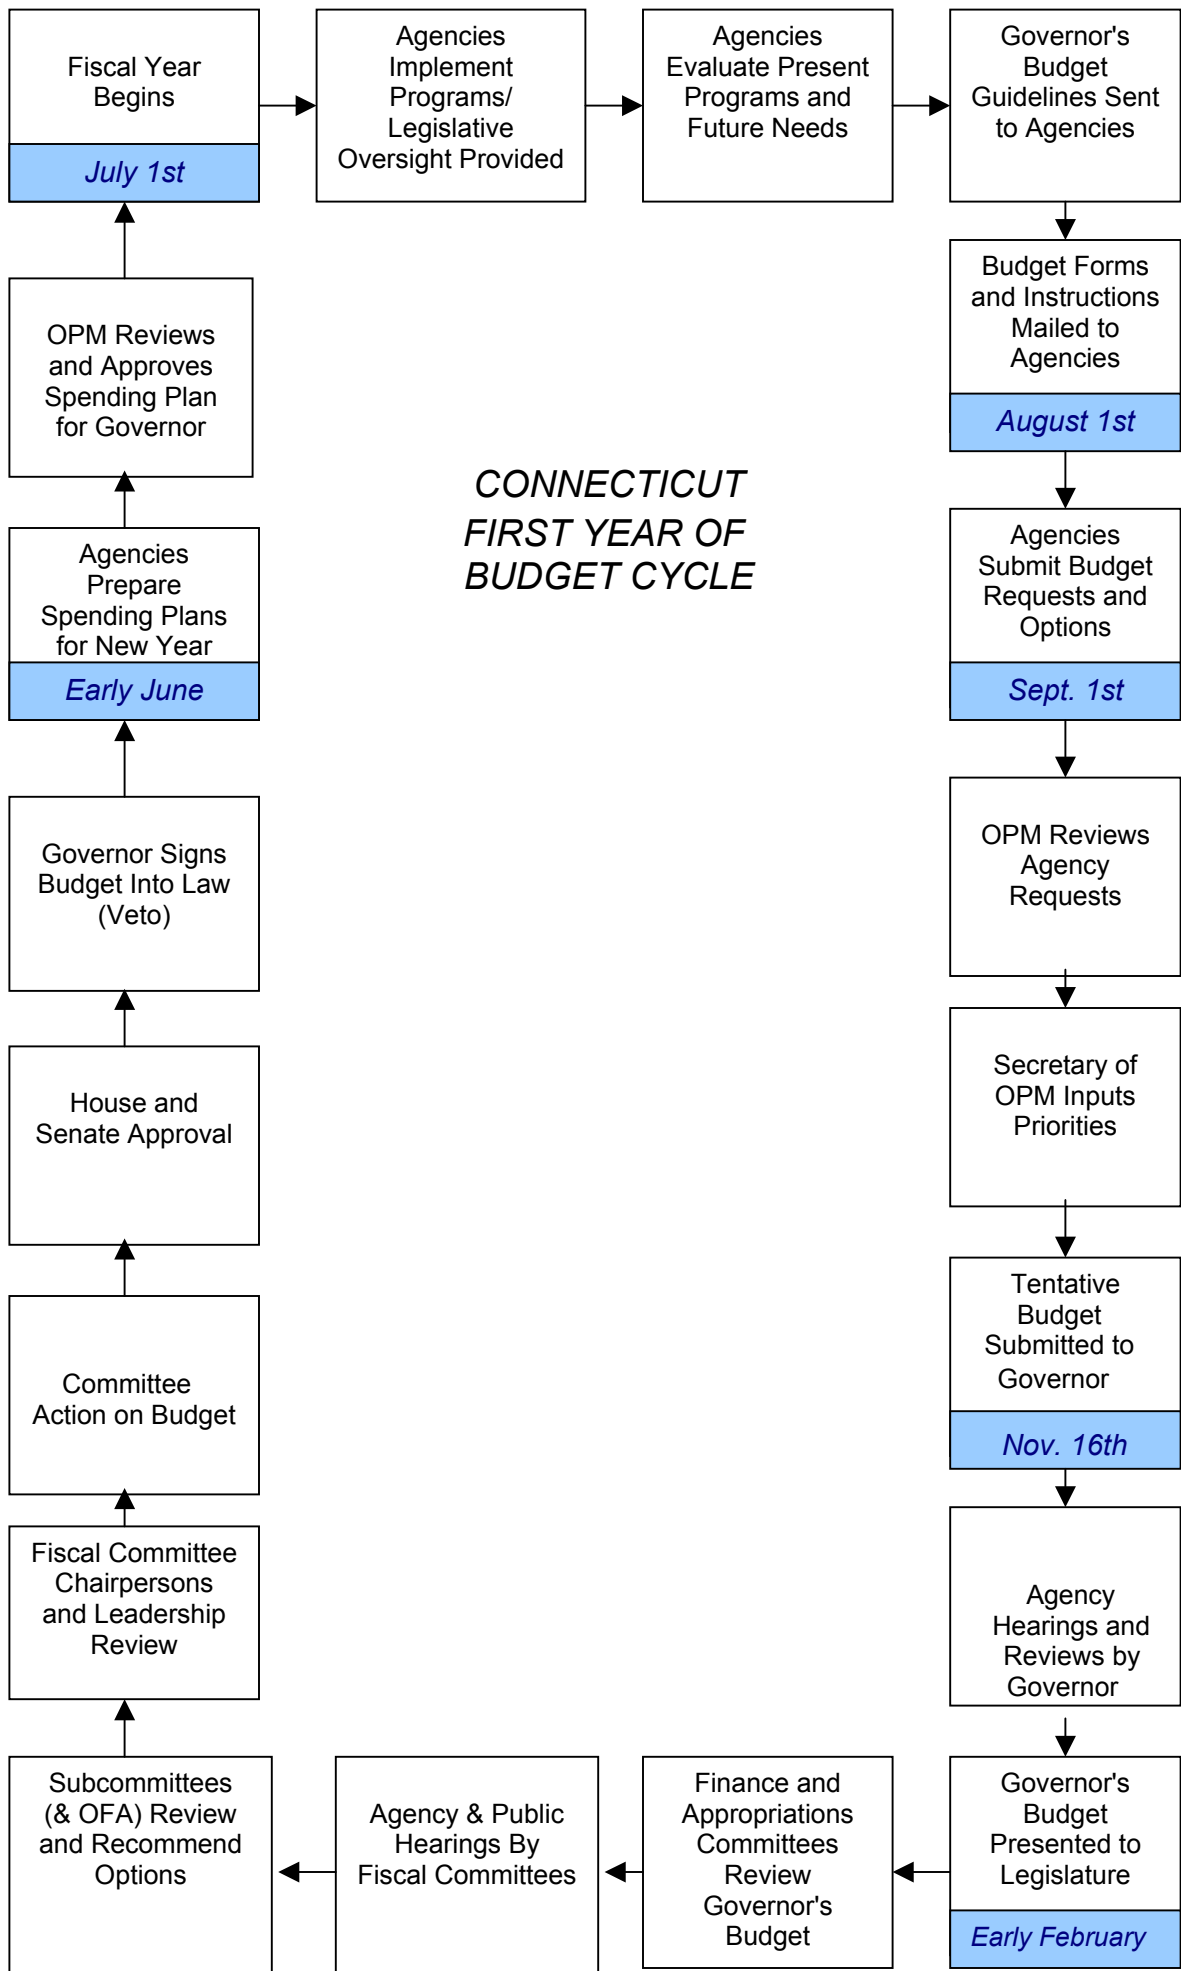 Fiscal Year
Begins
July 1st
Agencies
Implement
Programs/
Legislative
Oversight Provided
Agencies
Evaluate Present
Programs and
Future Needs
Governor's
Budget
Guidelines Sent
to Agencies
Budget Forms
and Instructions
Mailed to
Agencies
August 1st
Agencies
Submit Budget
Requests and
Options
Sept. 1st
OPM Reviews
Agency
Requests
Secretary of
OPM Inputs
Priorities
Tentative
Budget
Submitted to
Governor
Nov. 16th
Agency
Hearings and
Reviews by
Governor
Governor's
Budget
Presented to
Legislature
Early February
Finance and
Appropriations
Committees
Review
Governor's
Budget
Agency & Public
Hearings By
Fiscal Committees
Subcommittees
(& OFA) Review
and Recommend
Options
Fiscal Committee
Chairpersons
and Leadership
Review
Committee
Action on Budget
House and
Senate Approval
Governor Signs
Budget Into Law
(Veto)
Agencies
Prepare
Spending Plans
for New Year
Early June
OPM Reviews
and Approves
Spending Plan
for Governor
CONNECTICUT
FIRST YEAR OF
BUDGET CYCLE